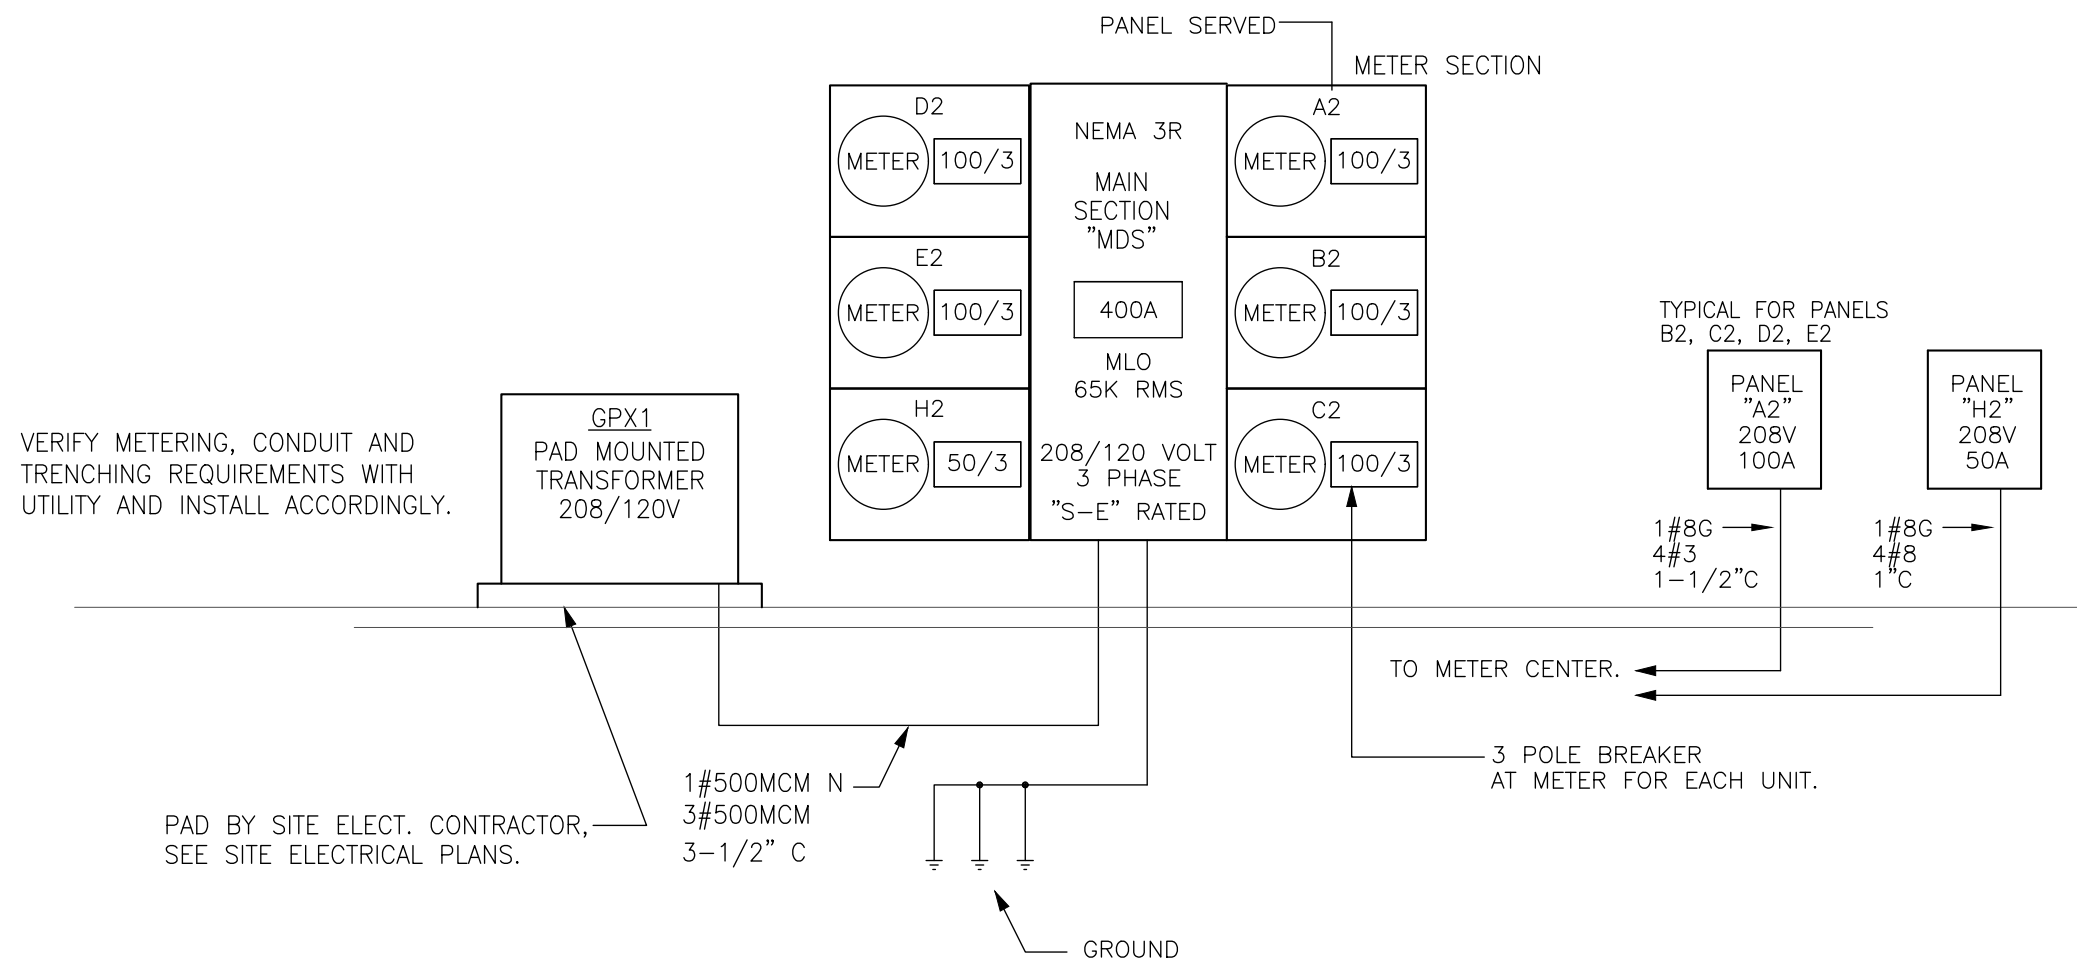 PANEL SERVED
METER SECTION
D2
METER 100/3
E2
METER 100/3
H2
METER 50/3
NEMA 3R
MAIN
SECTION
"MDS"
400A
MLO
65K RMS
208/120 VOLT
3 PHASE
"S-E" RATED
A2
METER 100/3
B2
METER 100/3
C2
METER 100/3
TYPICAL FOR PANELS
B2, C2, D2, E2
PANEL
"A2"
208V
100A
PANEL
"H2"
208V
50A
1#8G
4#3
1-1/2"C
1#8G
4#8
1"C
VERIFY METERING, CONDUIT AND
TRENCHING REQUIREMENTS WITH
UTILITY AND INSTALL ACCORDINGLY.
GPX1
PAD MOUNTED
TRANSFORMER
208/120V
TO METER CENTER.
3 POLE BREAKER
AT METER FOR EACH UNIT.
1#500MCM N
3#500MCM
3-1/2" C
PAD BY SITE ELECT. CONTRACTOR,
SEE SITE ELECTRICAL PLANS.
GROUND